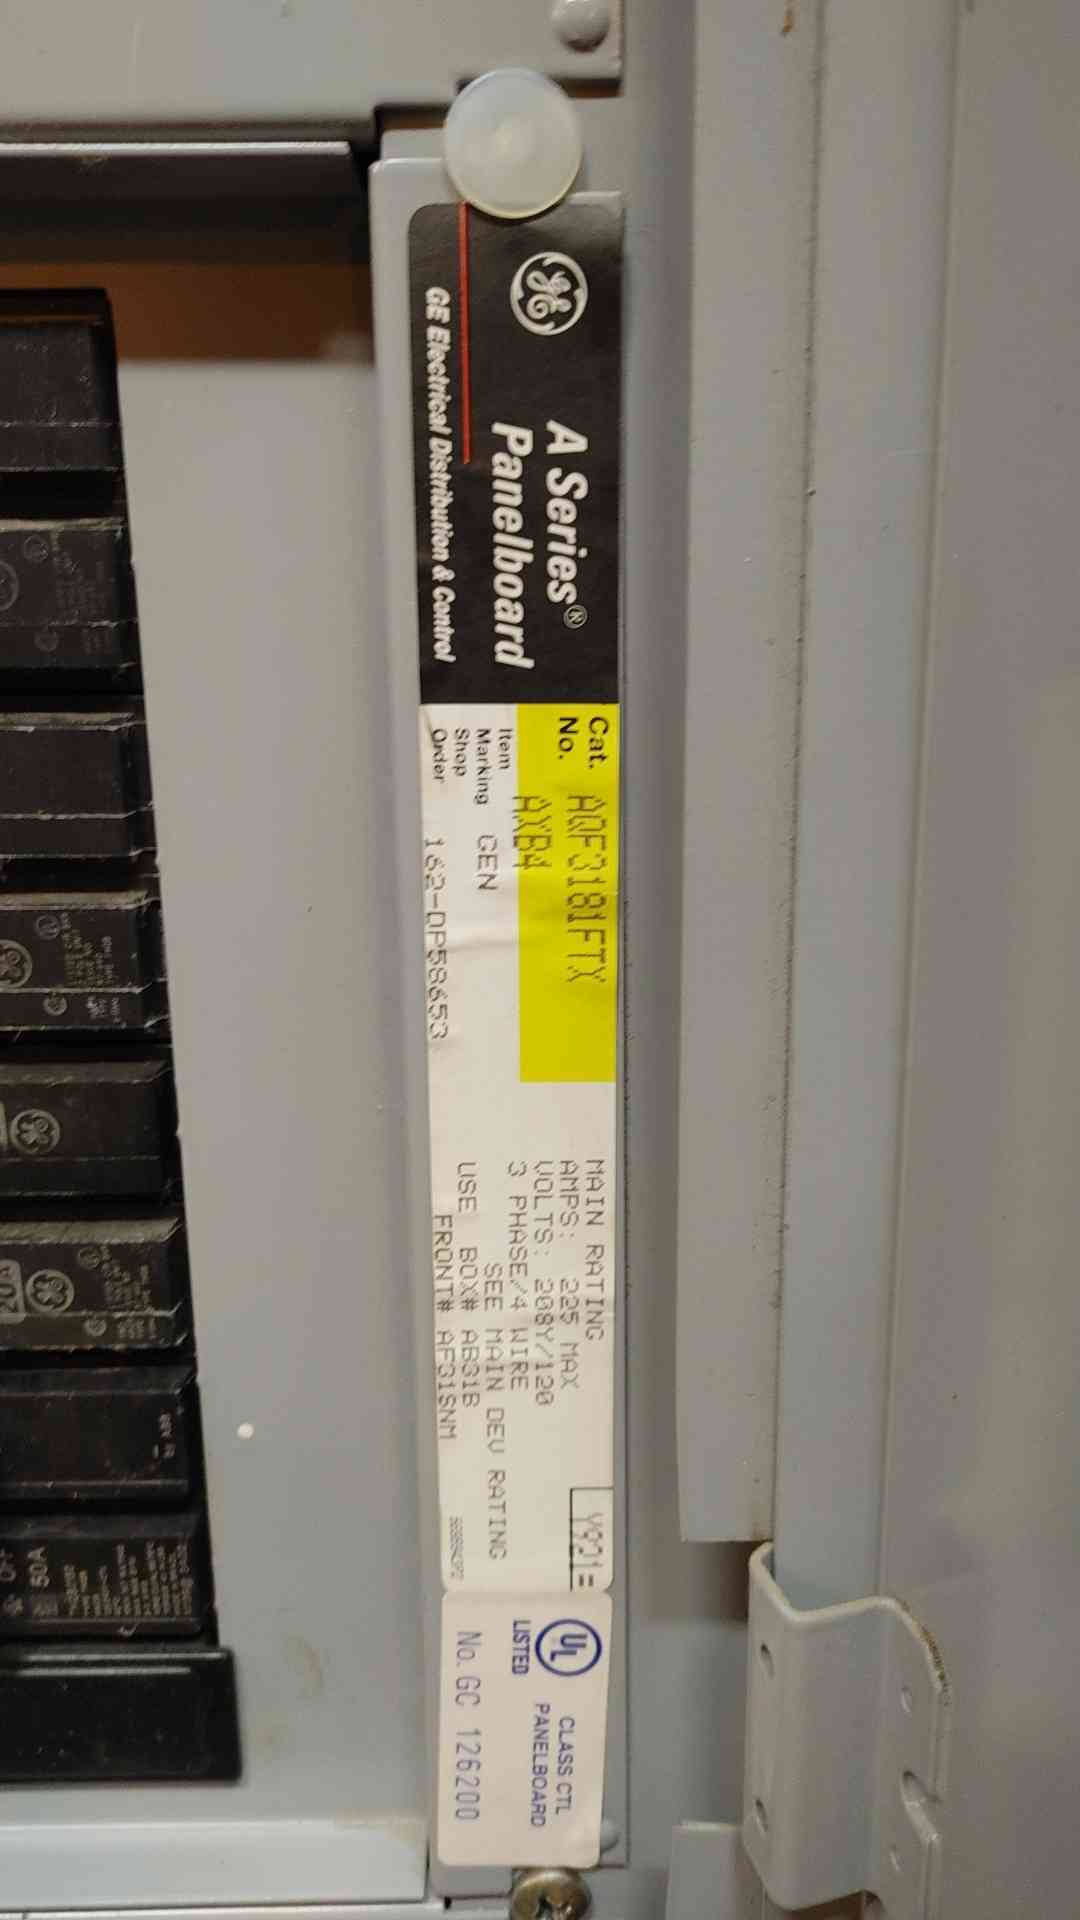 GE
A Series®
Panelboard
GE Electrical Distribution & Control
Cat. No. AQF3181FTX
AXB4
Item
Marking GEN
Shop
Order 162-DP58653
MAIN RATING
AMPS: 225 MAX
VOLTS: 208Y/120
3 PHASE/4 WIRE
SEE MAIN DEV RATING
USE BOX# AB31B
FRONT# AF31SNM
Y921=
UL
LISTED
CLASS CTL
PANELBOARD
No. GC 126200
50A